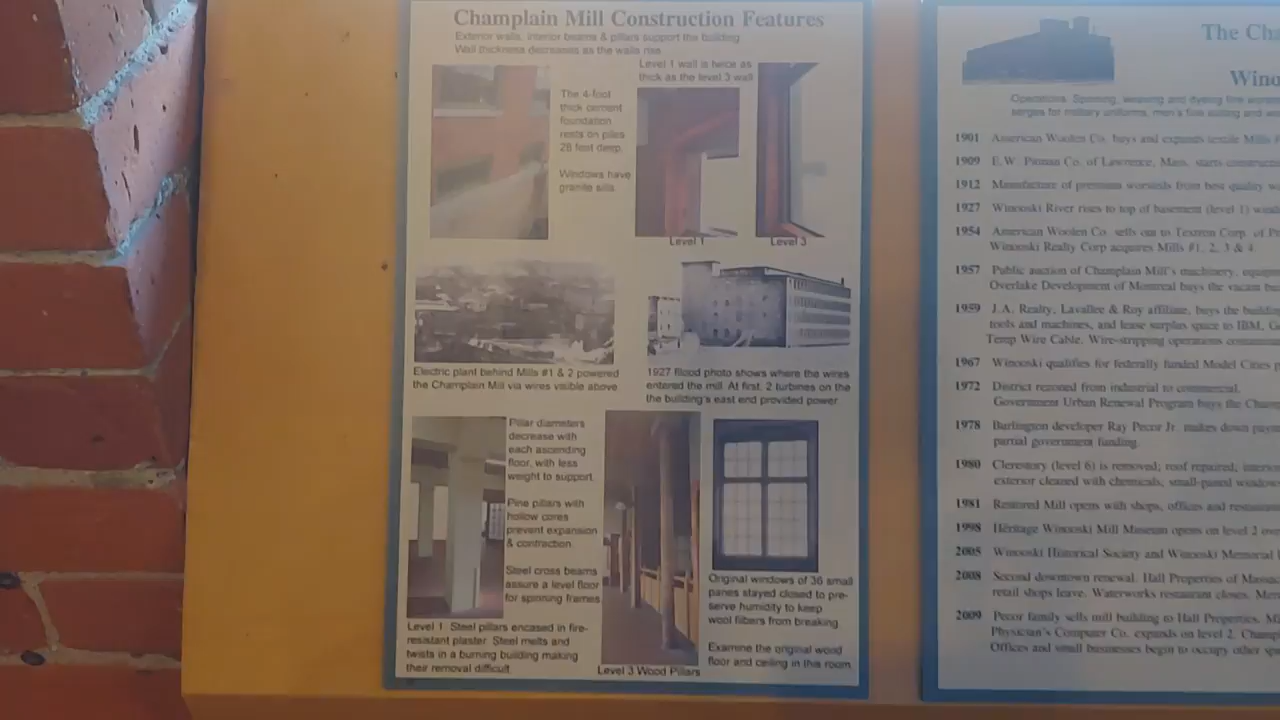 Champlain Mill Construction Features
Exterior walls, interior beams & pillars support the building.
Wall thickness decreases as the walls rise.
Level 1 wall is twice as
thick as the level 3 wall
The 4-foot
thick cement
foundation
rests on piles
28 feet deep.
Windows have
granite sills.
Level 1
Level 3
Electric plant behind Mills #1 & 2 powered
the Champlain Mill via wires visible above.
1927 flood photo shows where the wires
entered the mill. At first, 2 turbines on the
the building's east end provided power.
Pillar diameters
decrease with
each ascending
floor, with less
weight to support.
Pine pillars with
hollow cores
prevent expansion
& contraction.
Steel cross beams
assure a level floor
for spinning frames.
Level 1. Steel pillars encased in fire-
resistant plaster. Steel melts and
twists in a burning building making
their removal difficult.
Level 3 Wood Pillars
Original windows of 36 small
panes stayed closed to pre-
serve humidity to keep
wool fibers from breaking.
Examine the original wood
floor and ceiling in this room
The Cha
Wino
Operations: Spinning, weaving and dyeing fine
serges for military uniforms, men's fine suiting and
1901 American Woolen Co. buys and expands textile Mills
1909 E.W. Pitman Co. of Lawrence, Mass. starts
1912 Manufacture of premium worsteds from best quality
1927 Winooski River rises to top of basement (level 1)
1954 American Woolen Co. sells out to Textron Corp. of
Winooski Realty Corp acquires Mills #1, 2, 3 & 4.
1957 Public auction of Champlain Mill's machinery,
Overlake Development of Montreal buys the vacant
1959 J.A. Realty, Lavallee & Roy affiliate, buys the
tools and machines, and lease surplus space to IBM,
Temp Wire Cable. Wire-stripping operations
1967 Winooski qualifies for federally funded Model Cities
1972 District rezoned from industrial to commercial.
Government Urban Renewal Program buys the
1978 Burlington developer Ray Pecor Jr. makes down
partial government funding.
1980 Clerestory (level 6) is removed; roof repaired;
exterior cleaned with chemicals, small-paned
1981 Restored Mill opens with shops, offices and
1998 Heritage Winooski Mill Museum opens on level 2
2005 Winooski Historical Society and Winooski Memorial
2008 Second downtown renewal. Hall Properties of
retail shops leave. Waterworks restaurant closes.
2009 Pecor family sells mill building to Hall Properties.
Physician's Computer Co. expands on level 2.
Offices and small businesses begin to occupy other